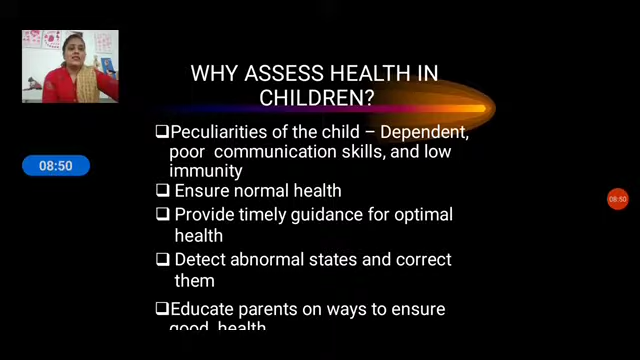 WHY ASSESS HEALTH IN
CHILDREN?
❑Peculiarities of the child – Dependent,
poor communication skills, and low
immunity
❑ Ensure normal health
❑ Provide timely guidance for optimal
health
❑ Detect abnormal states and correct
them
❑Educate parents on ways to ensure
good health
08:50
08:50